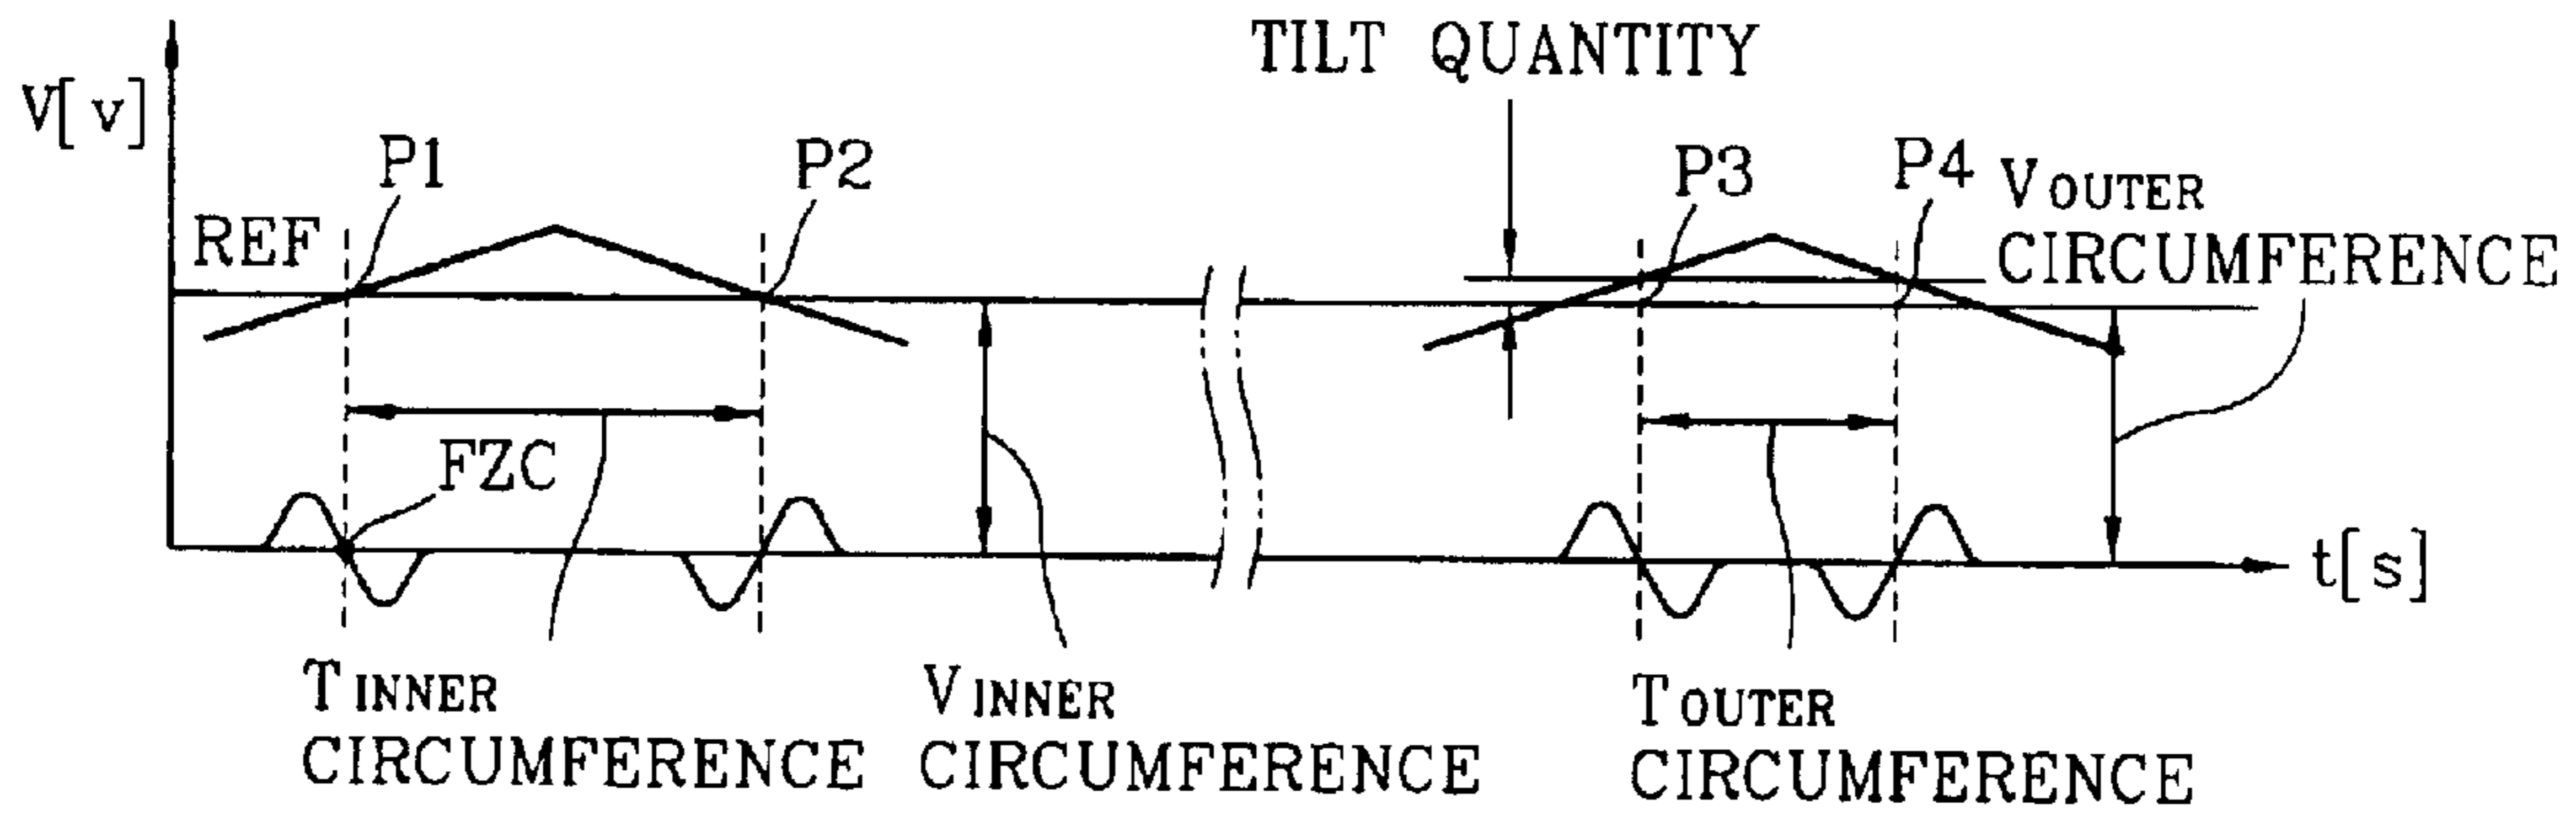 TILT QUANTITY
V[v]
P1
P2
P3
P4
VOUTER
CIRCUMFERENCE
REF
FZC
t[s]
TINNER
CIRCUMFERENCE
VINNER
CIRCUMFERENCE
TOUTER
CIRCUMFERENCE